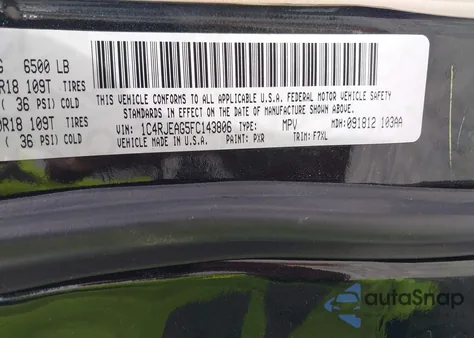 G 6500 LB
R18 109T TIRES
( 36 PSI) COLD
0R18 109T TIRES
( 36 PSI) COLD
THIS VEHICLE CONFORMS TO ALL APPLICABLE U.S.A. FEDERAL MOTOR VEHICLE SAFETY
STANDARDS IN EFFECT ON THE DATE OF MANUFACTURE SHOWN ABOVE.
VIN: 1C4RJEAG5FC143806 MPV MDH: 091812 103AA
VEHICLE MADE IN U.S.A. PAINT: PXR TRIM: F7XL
autoSnap